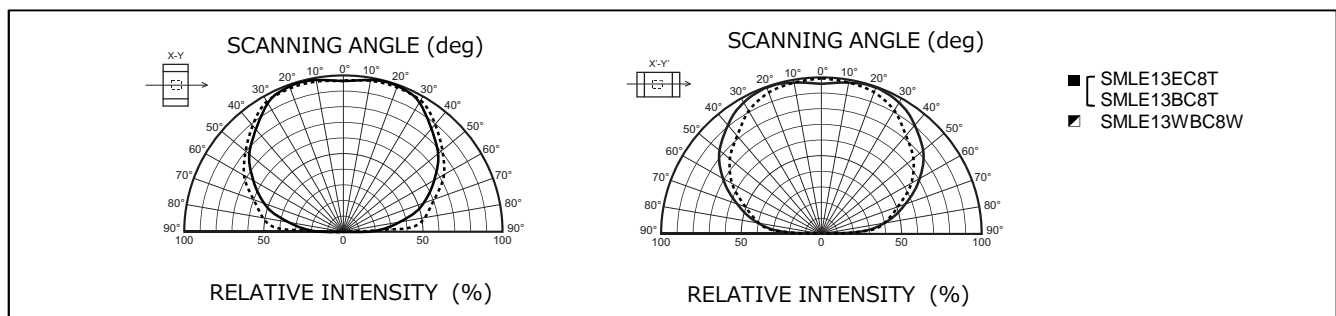 SCANNING ANGLE (deg)
X-Y
0°
10° 10°
20° 20°
30° 30°
40° 40°
50° 50°
60° 60°
70° 70°
80° 80°
90° 90°
100 50 0 50 100
RELATIVE INTENSITY (%)
SCANNING ANGLE (deg)
X'-Y'
0°
10° 10°
20° 20°
30° 30°
40° 40°
50° 50°
60° 60°
70° 70°
80° 80°
90° 90°
100 50 0 50 100
RELATIVE INTENSITY (%)
SMLE13EC8T
SMLE13BC8T
SMLE13WBC8W